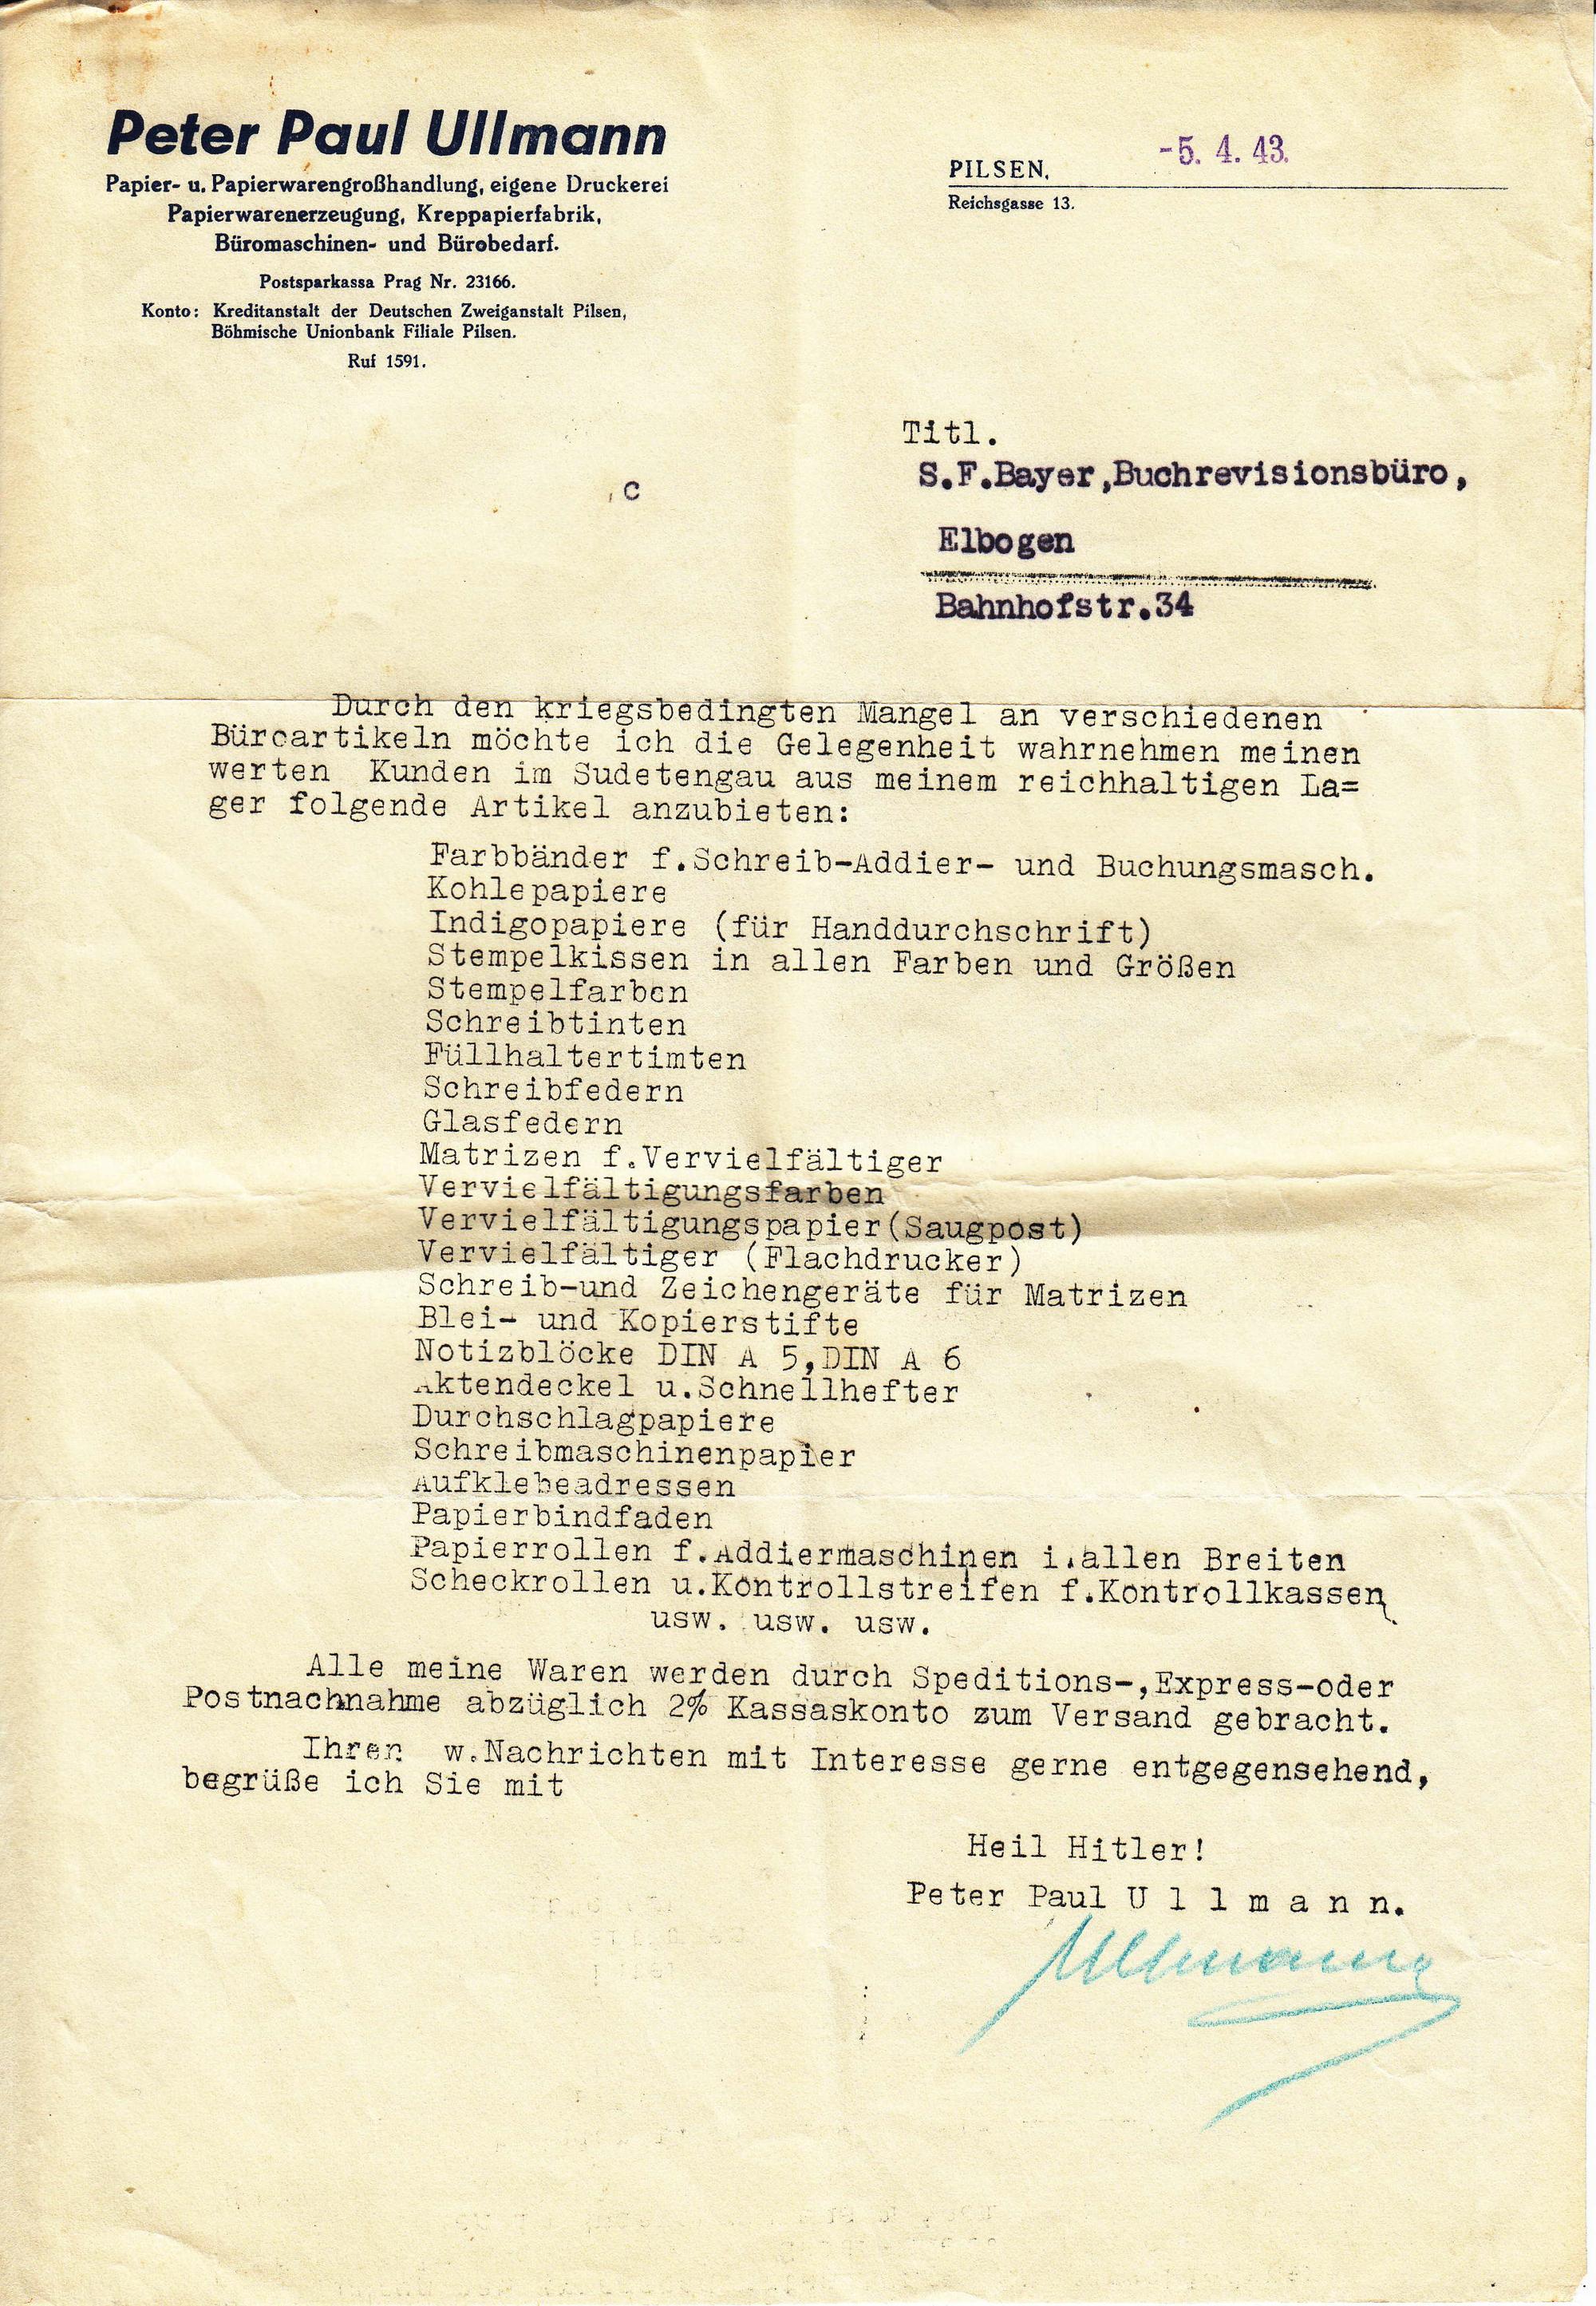 Peter Paul Ullmann
Papier- u. Papierwarengroßhandlung, eigene Druckerei
Papierwarenerzeugung, Kreppapierfabrik,
Büromaschinen- und Bürobedarf.
Postsparkassa Prag Nr. 23166.
Konto: Kreditanstalt der Deutschen Zweiganstalt Pilsen,
Böhmische Unionbank Filiale Pilsen.
Ruf 1591.
PILSEN, -5. 4. 43.
Reichsgasse 13.
Titl.
S.F.Bayer,Buchrevisionsbüro,
Elbogen
Bahnhofstr.34
, c
Durch den kriegsbedingten Mangel an verschiedenen
Büroartikeln möchte ich die Gelegenheit wahrnehmen meinen
werten Kunden im Sudetengau aus meinem reichhaltigen La=
ger folgende Artikel anzubieten:
Farbbänder f.Schreib-Addier- und Buchungsmasch.
Kohlepapiere
Indigopapiere (für Handdurchschrift)
Stempelkissen in allen Farben und Größen
Stempelfarben
Schreibtinten
Füllhaltertimten
Schreibfedern
Glasfedern
Matrizen f.Vervielfältiger
Vervielfältigungsfarben
Vervielfältigungspapier(Saugpost)
Vervielfältiger (Flachdrucker)
Schreib-und Zeichengeräte für Matrizen
Blei- und Kopierstifte
Notizblöcke DIN A 5,DIN A 6
Aktendeckel u.Schnellhefter
Durchschlagpapiere
Schreibmaschinenpapier
Aufklebeadressen
Papierbindfaden
Papierrollen f.Addiermaschinen i.allen Breiten
Scheckrollen u.Kontrollstreifen f.Kontrollkassen
usw. usw. usw.
Alle meine Waren werden durch Speditions-,Express-oder
Postnachnahme abzüglich 2% Kassaskonto zum Versand gebracht.
Ihren w.Nachrichten mit Interesse gerne entgegensehend,
begrüße ich Sie mit
Heil Hitler!
Peter Paul U l l m a n n.
Ullmann